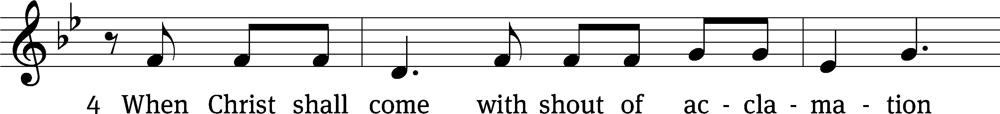 4 When Christ shall come with shout of ac - cla - ma - tion